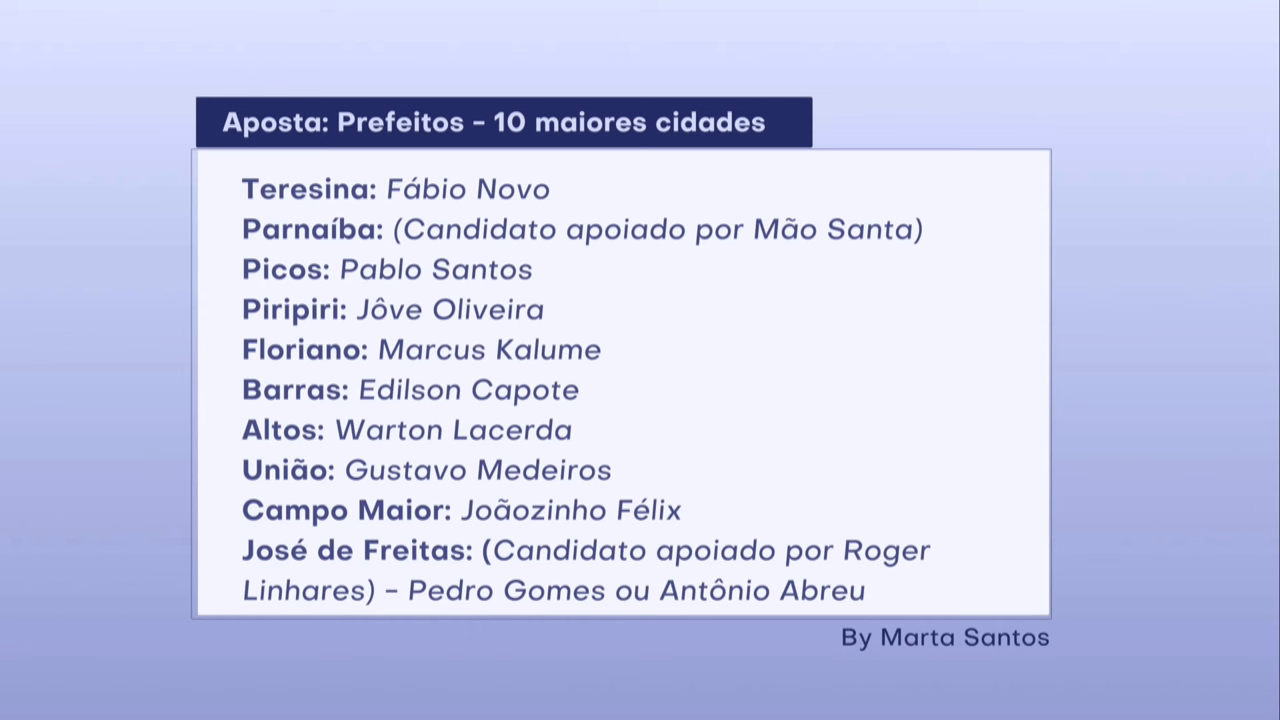 Aposta: Prefeitos - 10 maiores cidades
Teresina: Fábio Novo
Parnaíba: (Candidato apoiado por Mão Santa)
Picos: Pablo Santos
Piripiri: Jôve Oliveira
Floriano: Marcus Kalume
Barras: Edilson Capote
Altos: Warton Lacerda
União: Gustavo Medeiros
Campo Maior: Joãozinho Félix
José de Freitas: (Candidato apoiado por Roger
Linhares) - Pedro Gomes ou Antônio Abreu
By Marta Santos